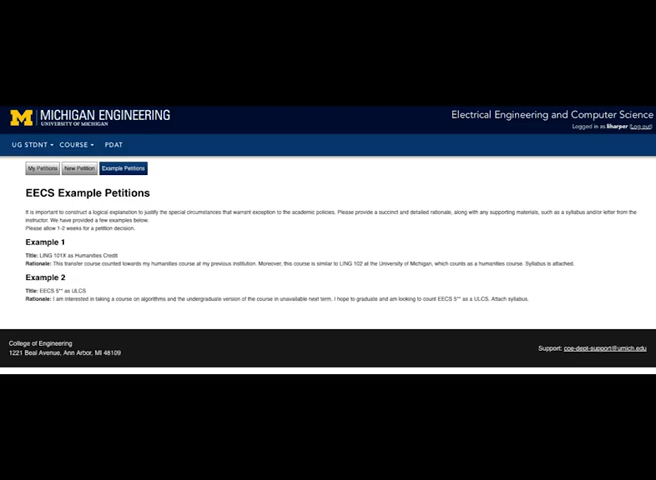 M MICHIGAN ENGINEERING
UNIVERSITY OF MICHIGAN
Electrical Engineering and Computer Science
Logged in as lharper (Log out)
UG STDNT COURSE PDAT
My Petitions New Petition Example Petitions
EECS Example Petitions
It is important to construct a logical explanation to justify the special circumstances that warrant exception to the academic policies. Please provide a succinct and detailed rationale, along with any supporting materials, such as a syllabus and/or letter from the
instructor. We have provided a few examples below.
Please allow 1-2 weeks for a petition decision.
Example 1
Title: LING 101X as Humanities Credit
Rationale: This transfer course counted towards my humanities course at my previous institution. Moreover, this course is similar to LING 102 at the University of Michigan, which counts as a humanities course. Syllabus is attached.
Example 2
Title: EECS 5** as ULCS
Rationale: I am interested in taking a course on algorithms and the undergraduate version of the course in unavailable next term, I hope to graduate and am looking to count EECS 5** as a ULCS. Attach syllabus.
College of Engineering
1221 Beal Avenue, Ann Arbor, MI 48109
Support: coe-dept-support@umich.edu